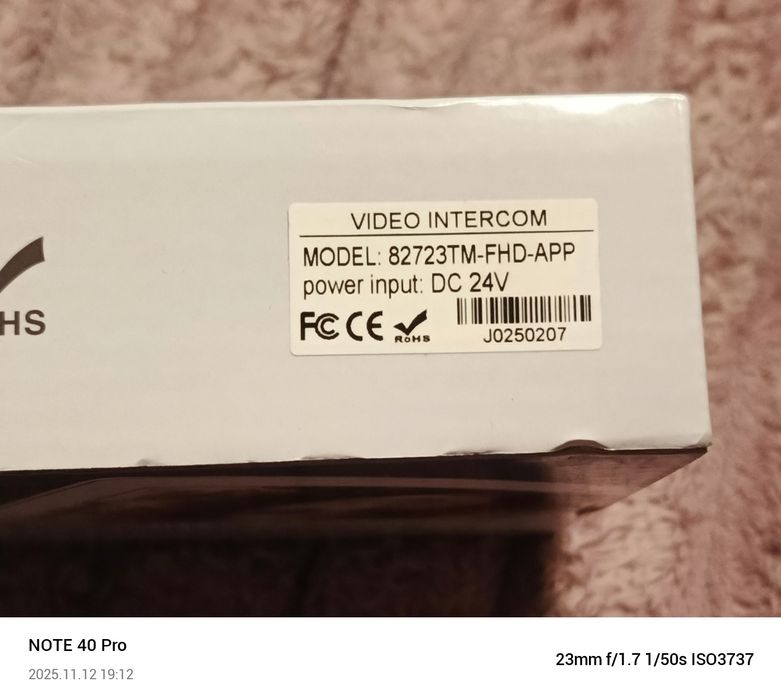 VIDEO INTERCOM
MODEL: 82723TM-FHD-APP
power input: DC 24V
FC CE RoHS
J0250207
HS
NOTE 40 Pro
2025.11.12 19:12
23mm f/1.7 1/50s ISO3737